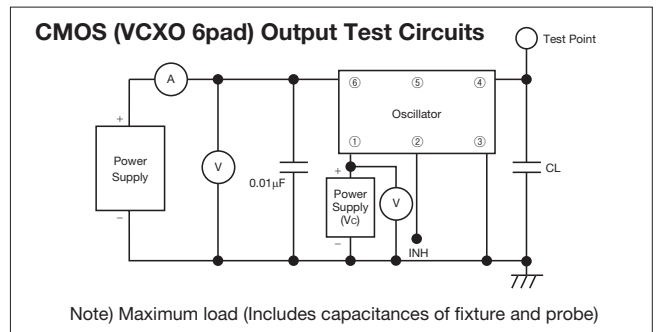 CMOS (VCXO 6pad) Output Test Circuits
Test Point
A
⑥ ⑤ ④
Oscillator
① ② ③
+
Power
Supply
−
V
0.01μF
+
Power
Supply
(Vc)
−
V
INH
CL
Note) Maximum load (Includes capacitances of fixture and probe)